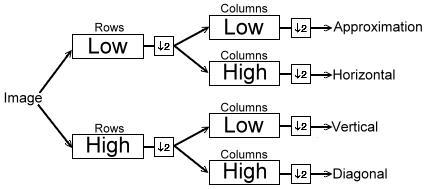 Columns
Rows
Low
↓2
Approximation
Low
↓2
Columns
High
↓2
Horizontal
Image
Rows
Columns
Low
↓2
Vertical
High
↓2
Columns
High
↓2
Diagonal